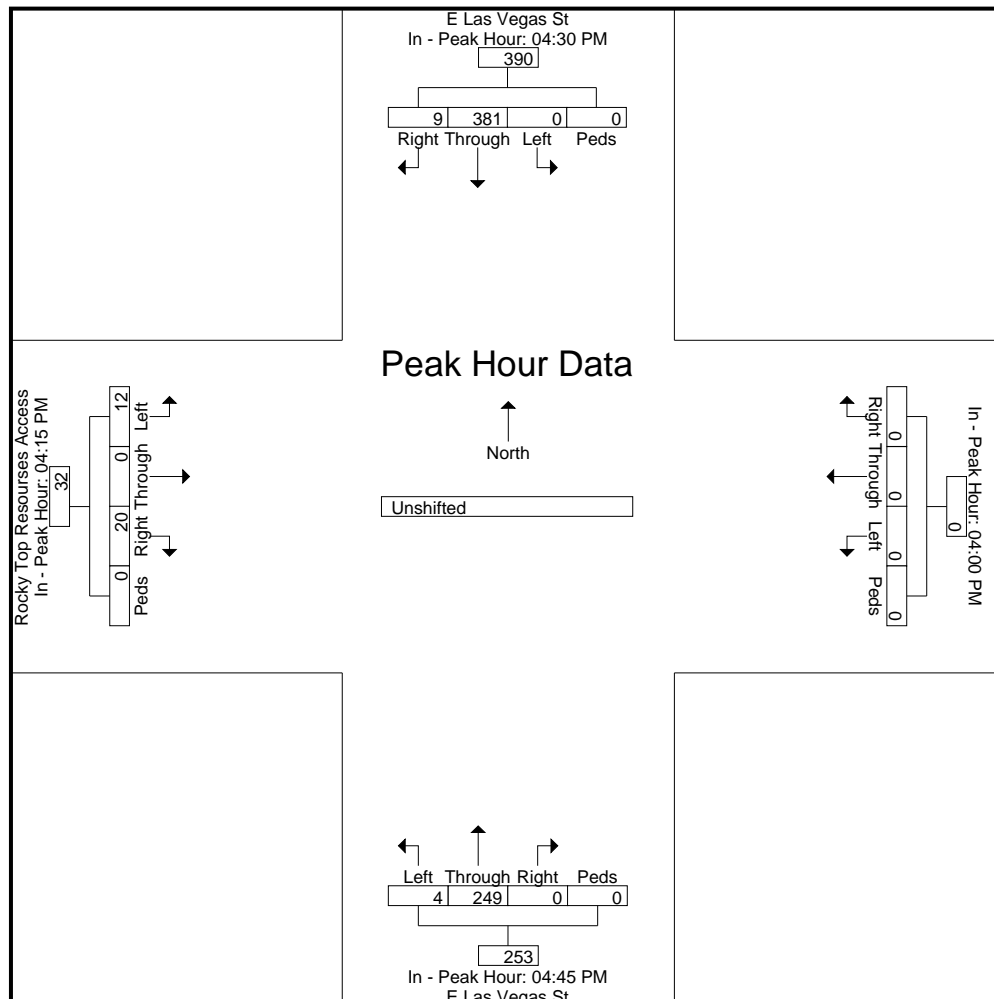 E Las Vegas St
In - Peak Hour: 04:30 PM
390
9 381 0 0
Right Through Left Peds
Peak Hour Data
North
Unshifted
Rocky Top Resourses Access
In - Peak Hour: 04:15 PM
32
12 0 20 0
Left Through Right Peds
In - Peak Hour: 04:00 PM
0
0 0 0 0
Right Through Left Peds
Left Through Right Peds
4 249 0 0
253
In - Peak Hour: 04:45 PM
E Las Vegas St